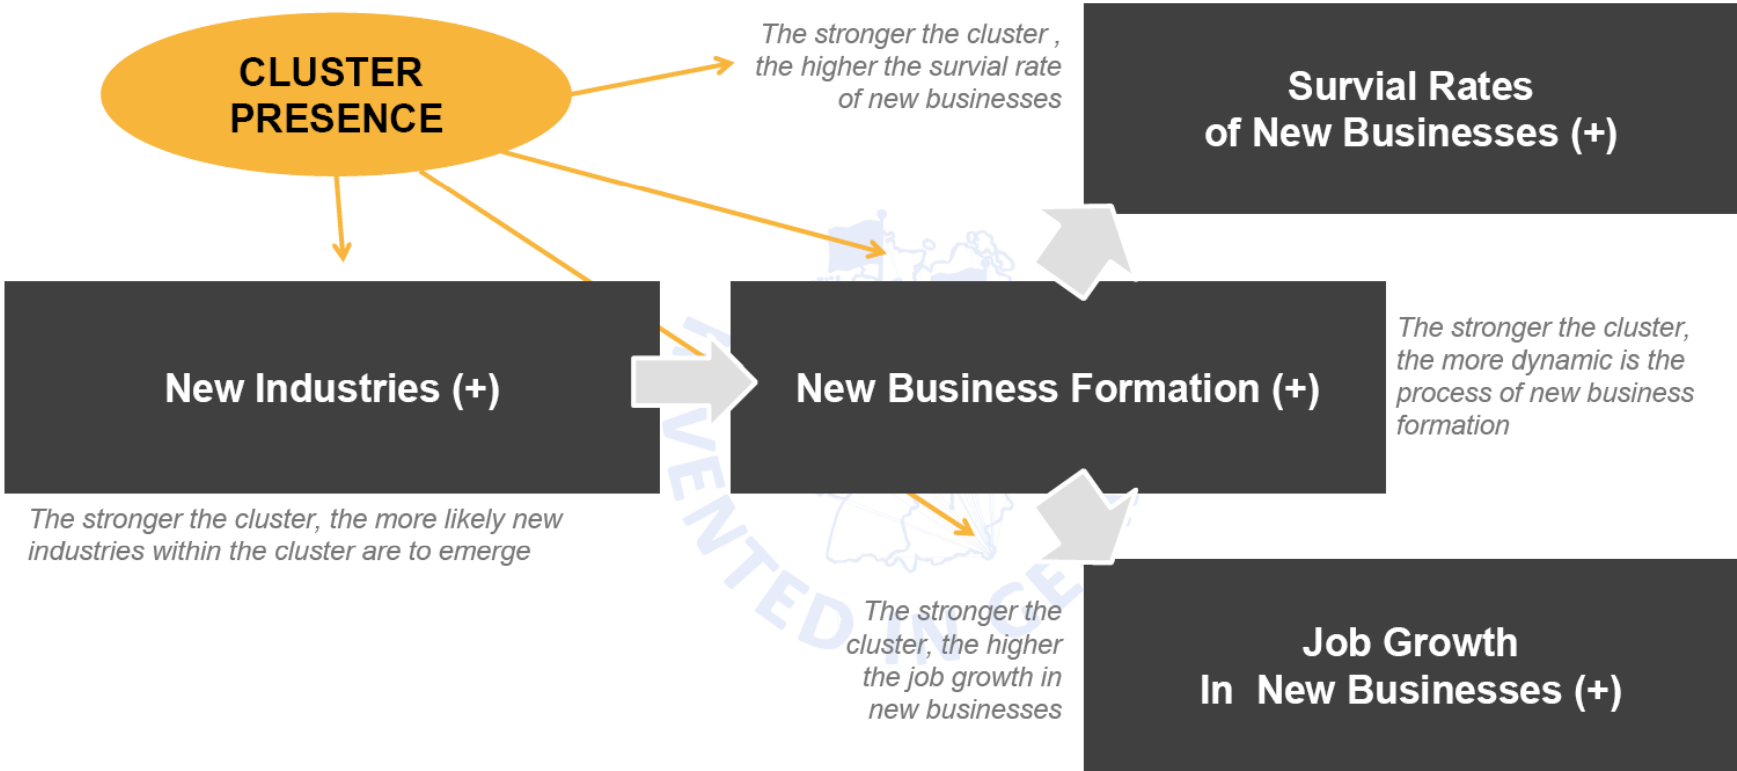 CLUSTER
PRESENCE
The stronger the cluster ,
the higher the survial rate
of new businesses
Survial Rates
of New Businesses (+)
New Industries (+)
New Business Formation (+)
The stronger the cluster,
the more dynamic is the
process of new business
formation
The stronger the cluster, the more likely new
industries within the cluster are to emerge
The stronger the
cluster, the higher
the job growth in
new businesses
Job Growth
In  New Businesses (+)
VENTED IN GE